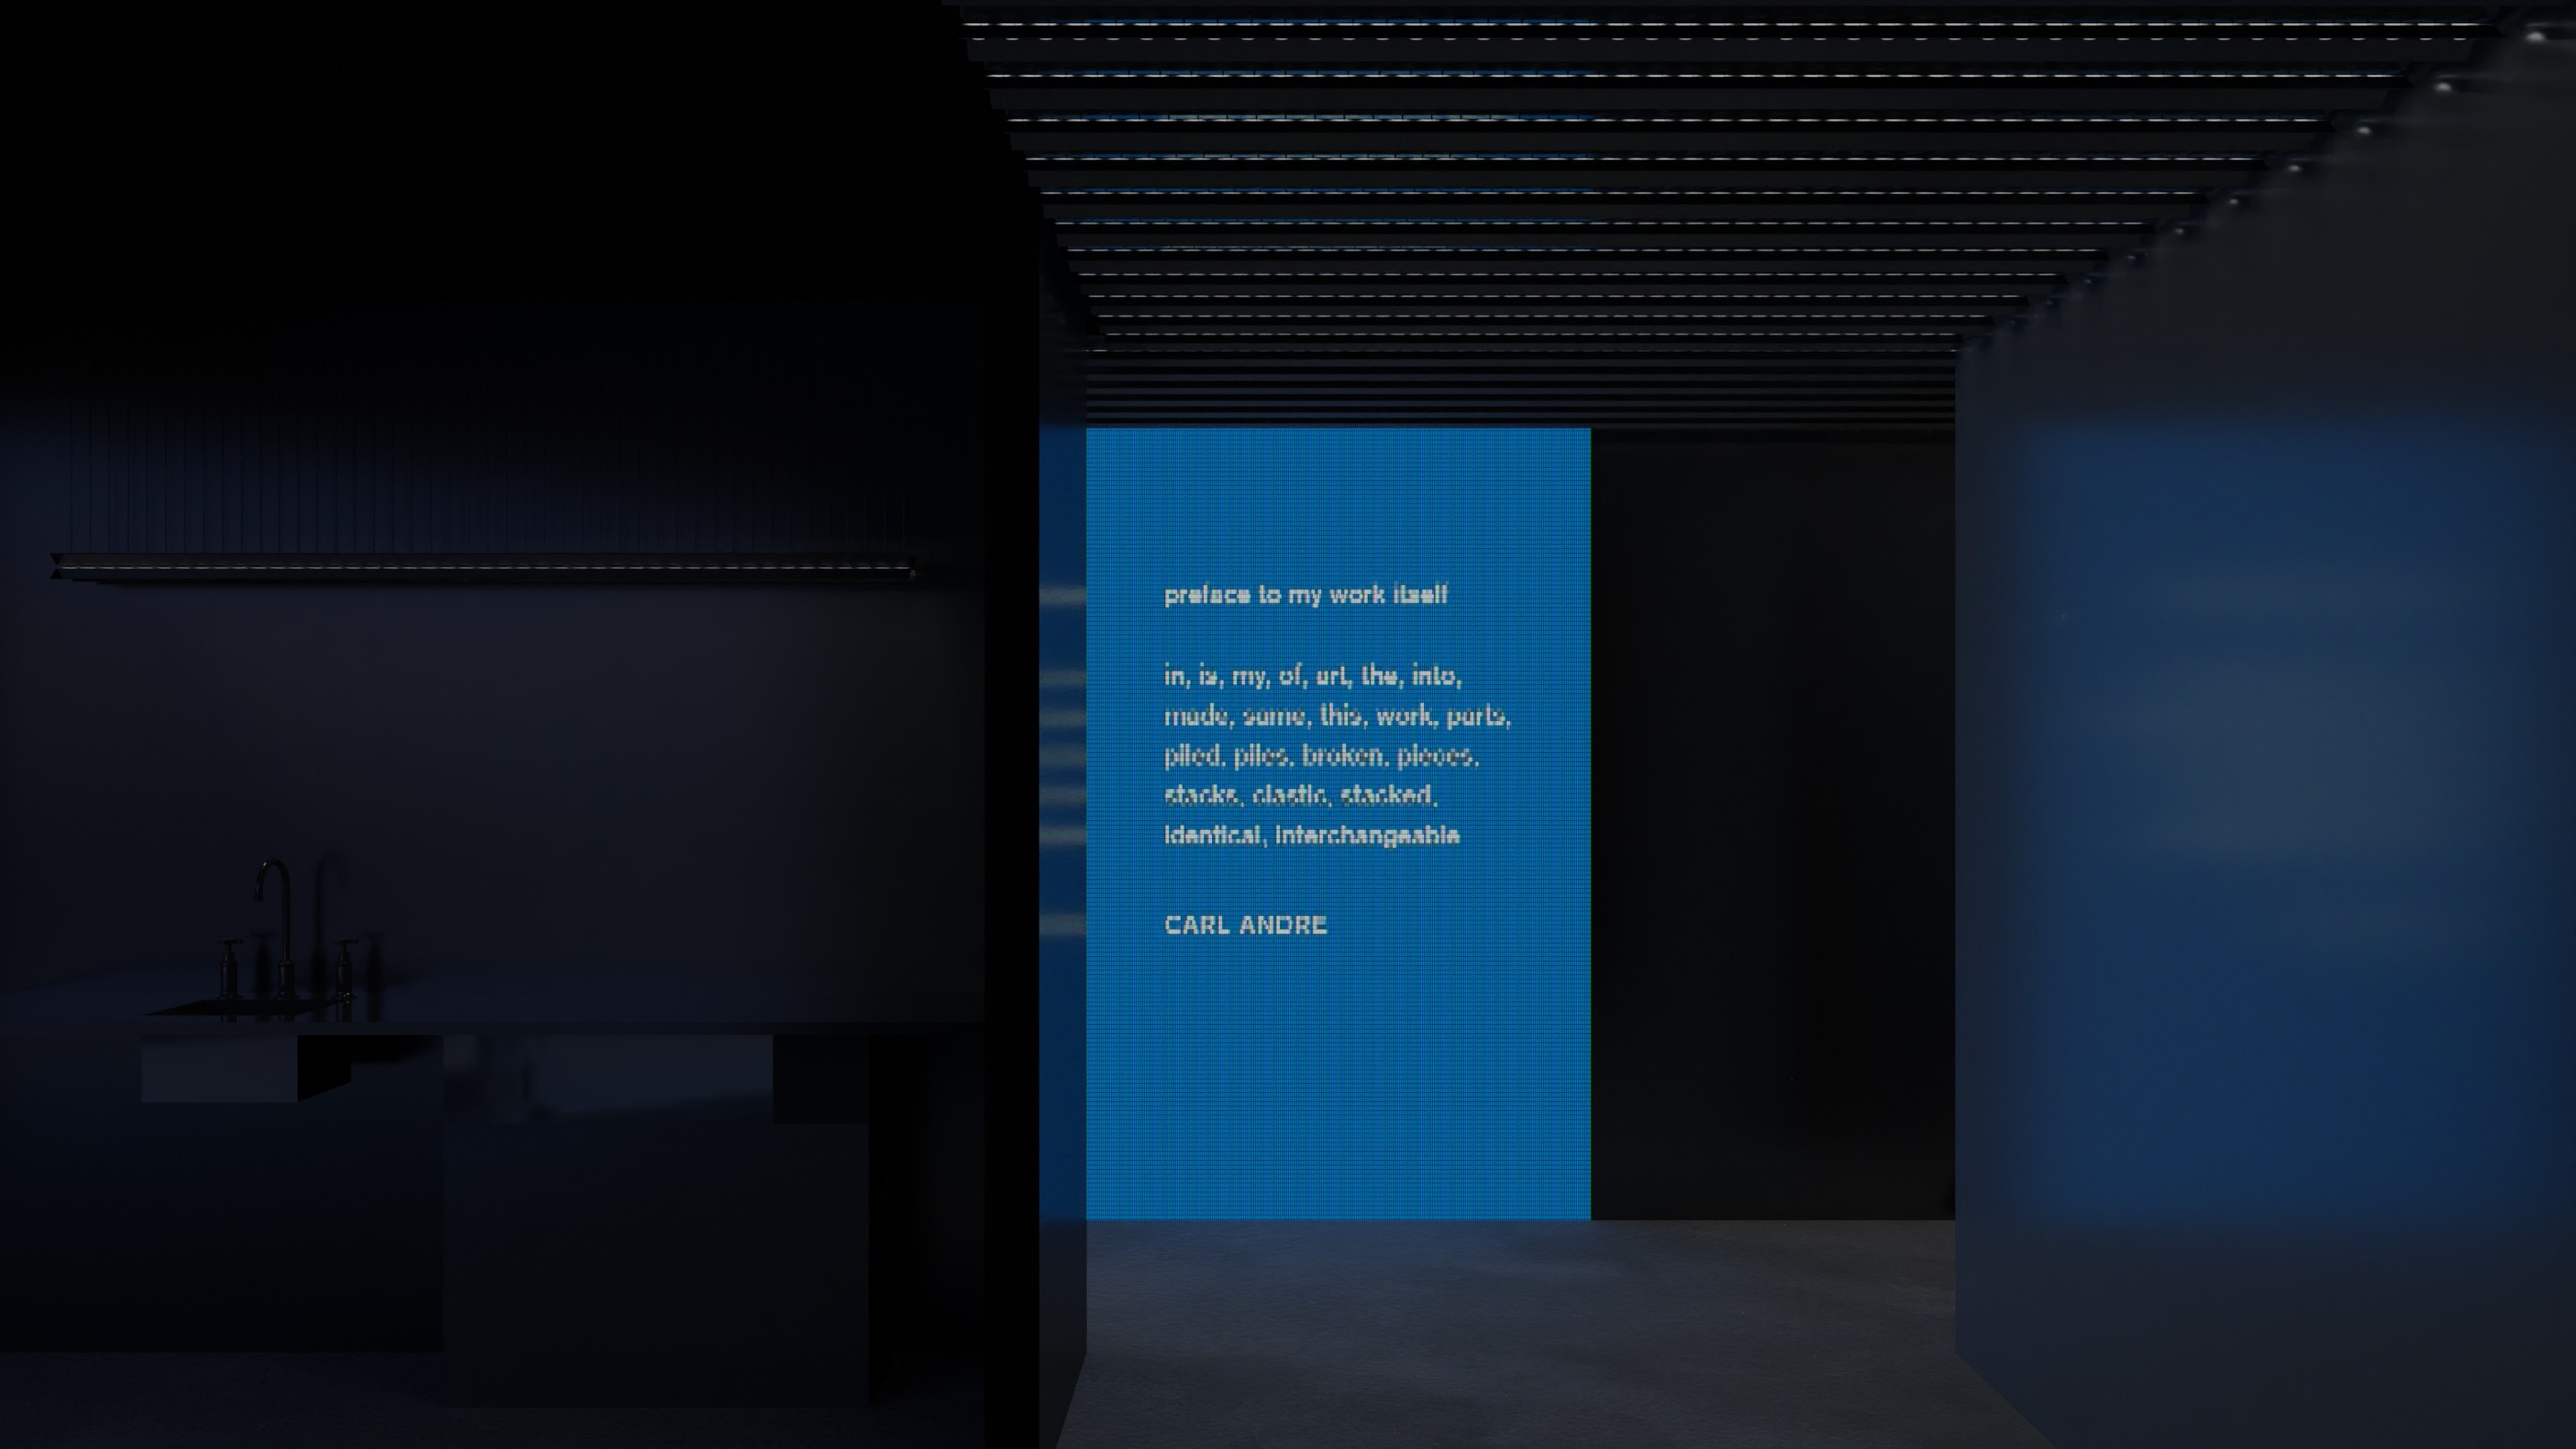 preface to my work itself
in, is, my, of, art, the, into,
made, same, this, work, parts,
piled, piles, broken, pieces,
stacks, clastic, stacked,
identical, interchangeable
CARL ANDRE